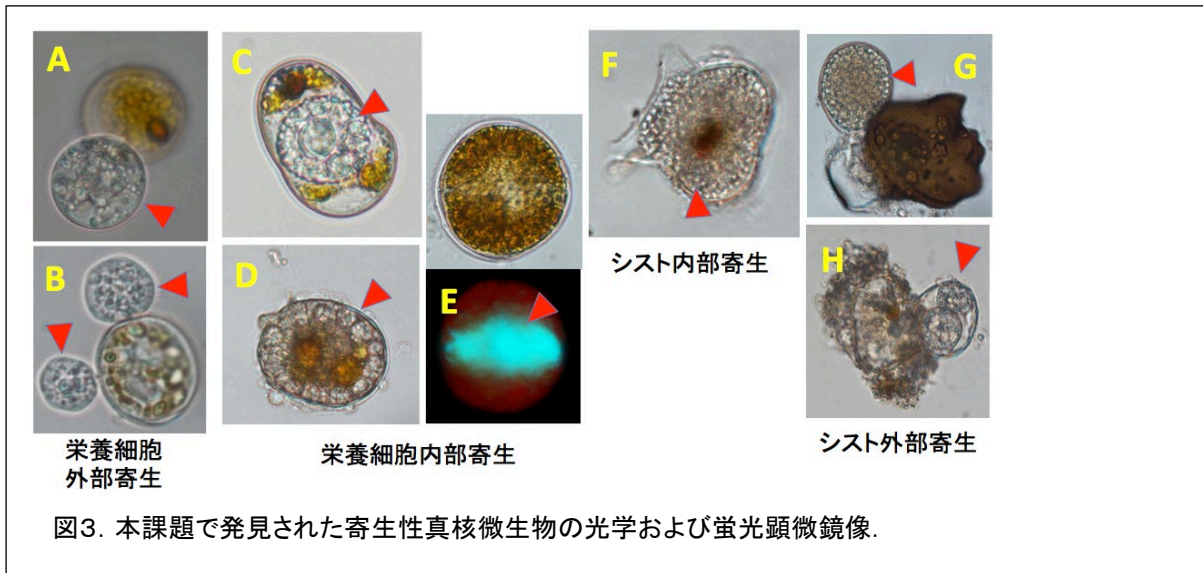 A
B
栄養細胞
外部寄生
C
D
E
栄養細胞内部寄生
F
シスト内部寄生
G
H
シスト外部寄生
図3. 本課題で発見された寄生性真核微生物の光学および蛍光顕微鏡像.